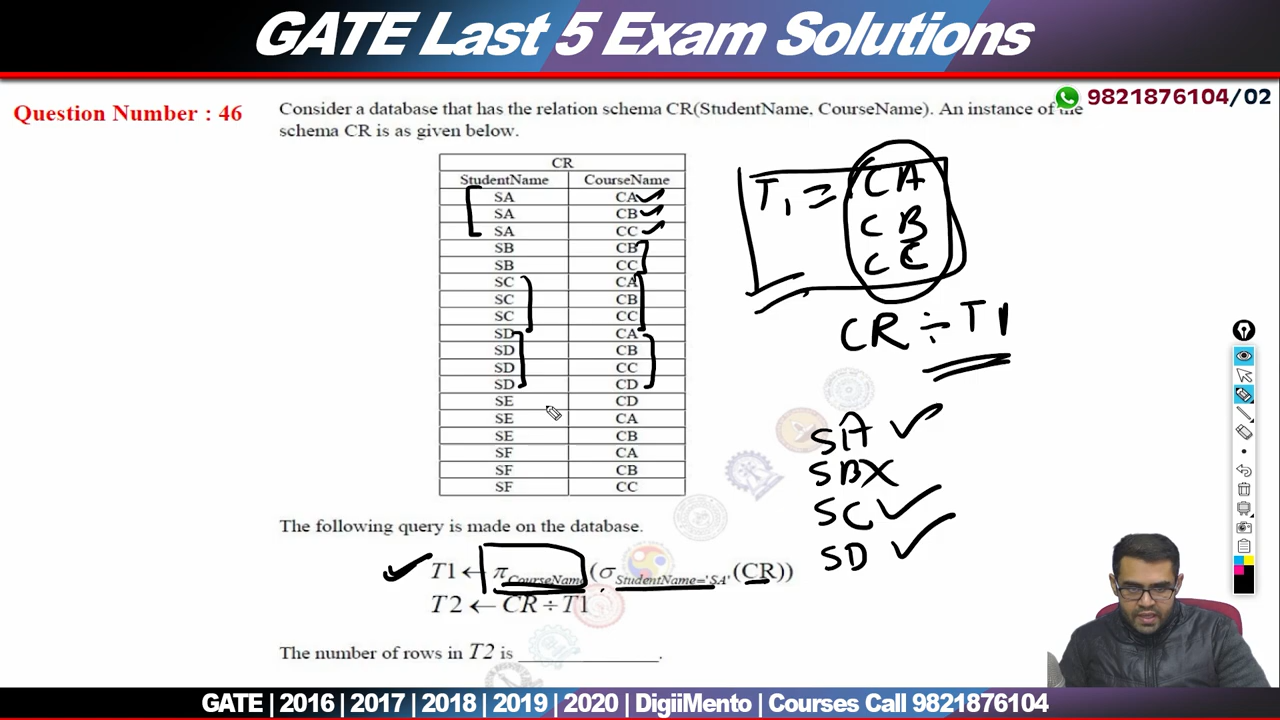 GATE Last 5 Exam Solutions
Question Number : 46
9821876104/02
Consider a database that has the relation schema CR(StudentName, CourseName). An instance of the
schema CR is as given below.
CR
StudentName CourseName
SA CA
SA CB
SA CC
SB CB
SB CC
SC CA
SC CB
SC CC
SD CA
SD CB
SD CC
SD CD
SE CD
SE CA
SE CB
SF CA
SF CB
SF CC
T1 = CA
CB
CC
CR ÷ T1
SA ✓
SB X
SC ✓
SD ✓
The following query is made on the database.
T1 ← π CourseName (σ StudentName='SA' (CR))
T2 ← CR ÷ T1
The number of rows in T2 is ____________.
GATE | 2016 | 2017 | 2018 | 2019 | 2020 | DigiiMento | Courses Call 9821876104